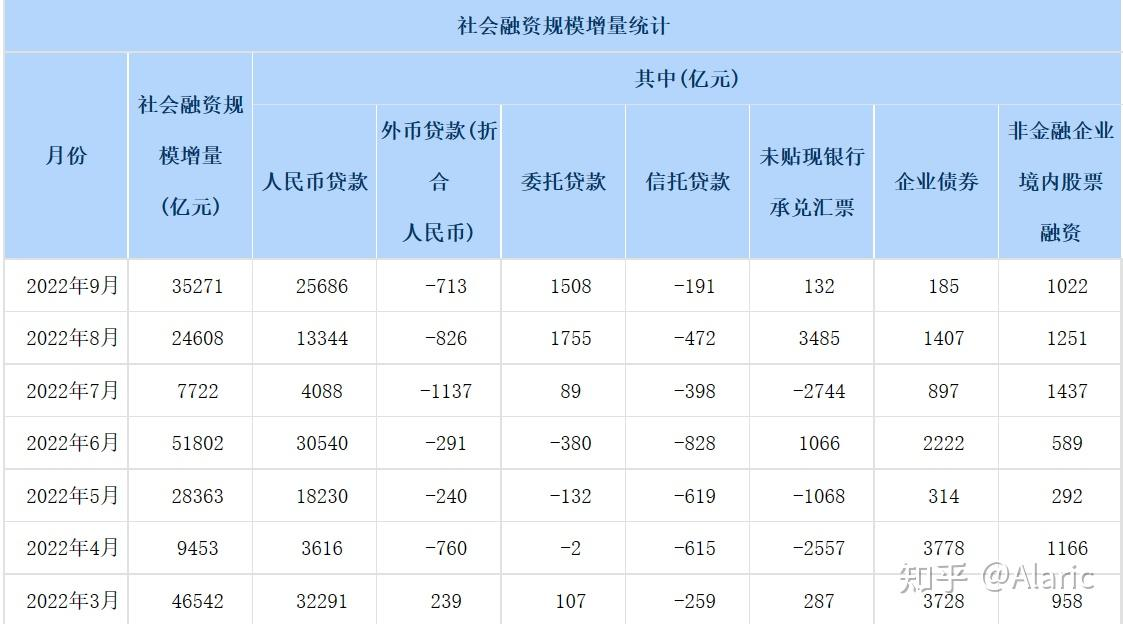 社会融资规模增量统计
月份
社会融资规
模增量
(亿元)
其中(亿元)
人民币贷款
外币贷款(折
合
人民币)
委托贷款
信托贷款
未贴现银行
承兑汇票
企业债券
非金融企业
境内股票
融资
2022年9月 35271 25686 -713 1508 -191 132 185 1022
2022年8月 24608 13344 -826 1755 -472 3485 1407 1251
2022年7月 7722 4088 -1137 89 -398 -2744 897 1437
2022年6月 51802 30540 -291 -380 -828 1066 2222 589
2022年5月 28363 18230 -240 -132 -619 -1068 314 292
2022年4月 9453 3616 -760 -2 -615 -2557 3778 1166
2022年3月 46542 32291 239 107 -259 287 3728 958
知乎 @Alaric